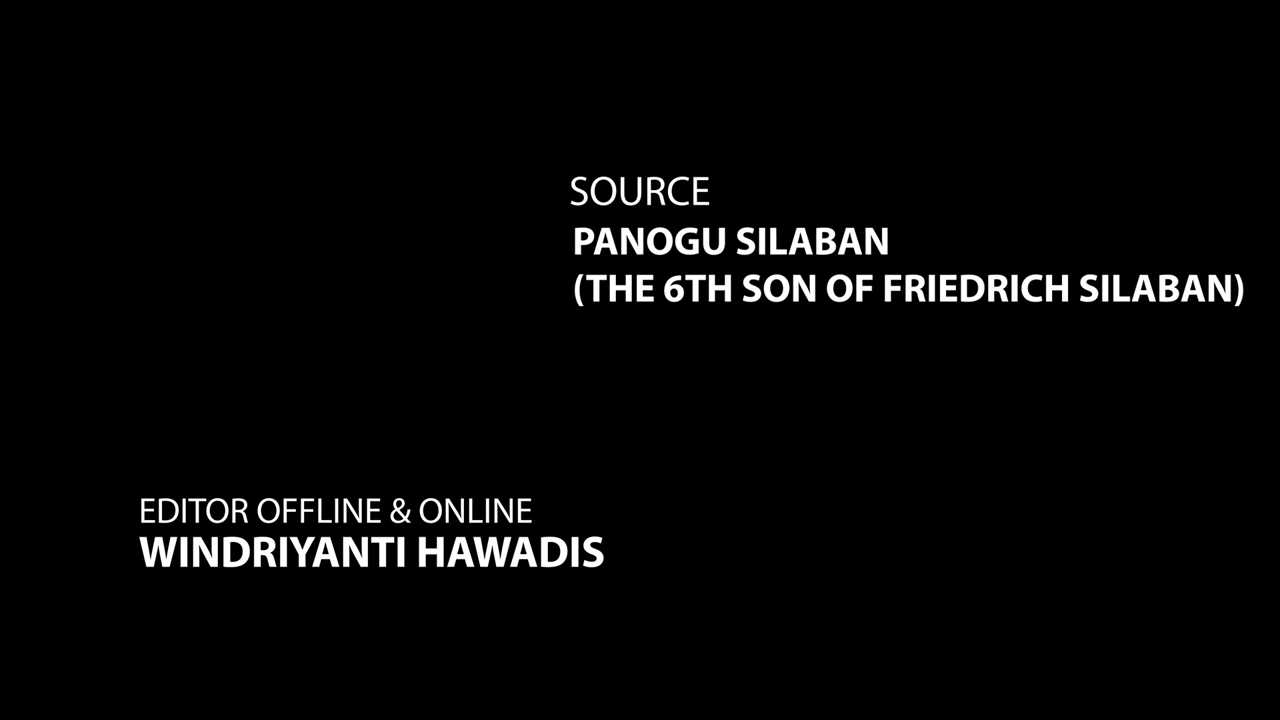 SOURCE
PANOGU SILABAN
(THE 6TH SON OF FRIEDRICH SILABAN)
EDITOR OFFLINE & ONLINE
WINDRIYANTI HAWADIS